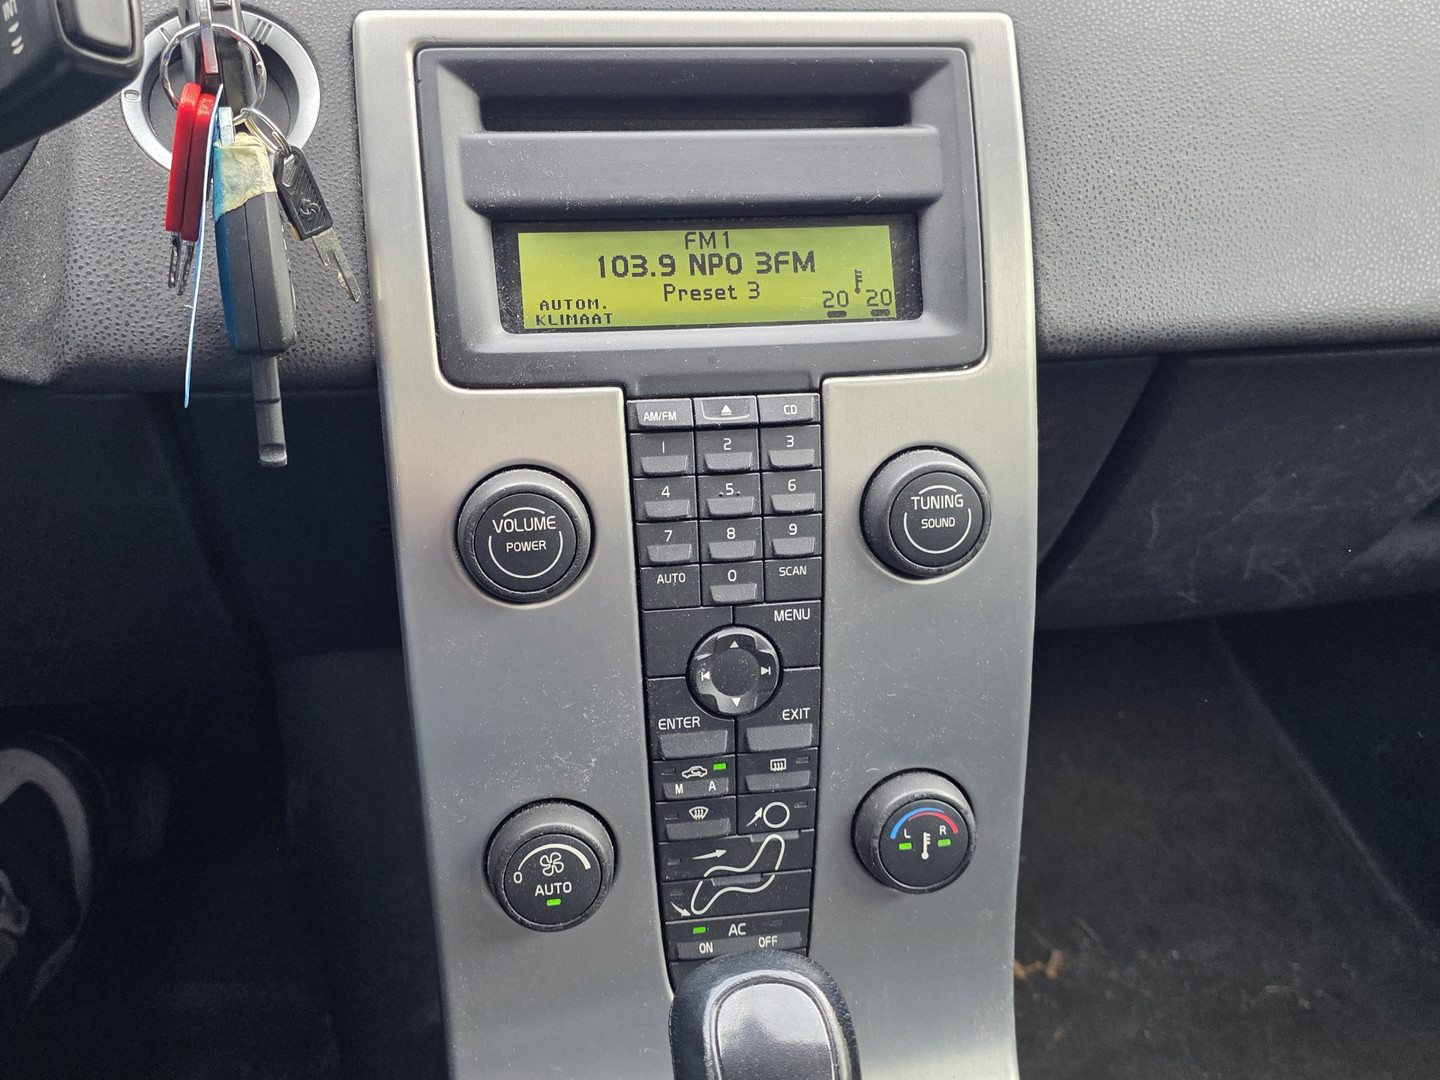 FM1
103.9 NPO 3FM
Preset 3
AUTOM.
KLIMAAT
20 20
AM/FM
CD
1 2 3
4 5 6
7 8 9
AUTO 0 SCAN
MENU
ENTER EXIT
M A
AC
ON OFF
VOLUME
POWER
TUNING
SOUND
0
AUTO
L R